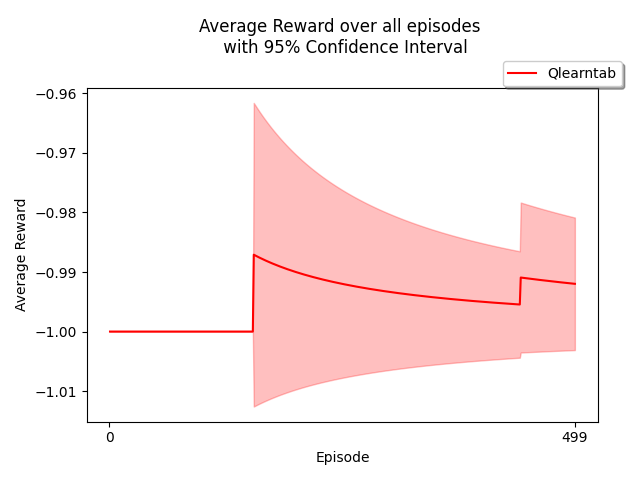 Average Reward over all episodes
with 95% Confidence Interval
Qlearntab
−0.96
−0.97
−0.98
−0.99
−1.00
−1.01
Average Reward
0
499
Episode